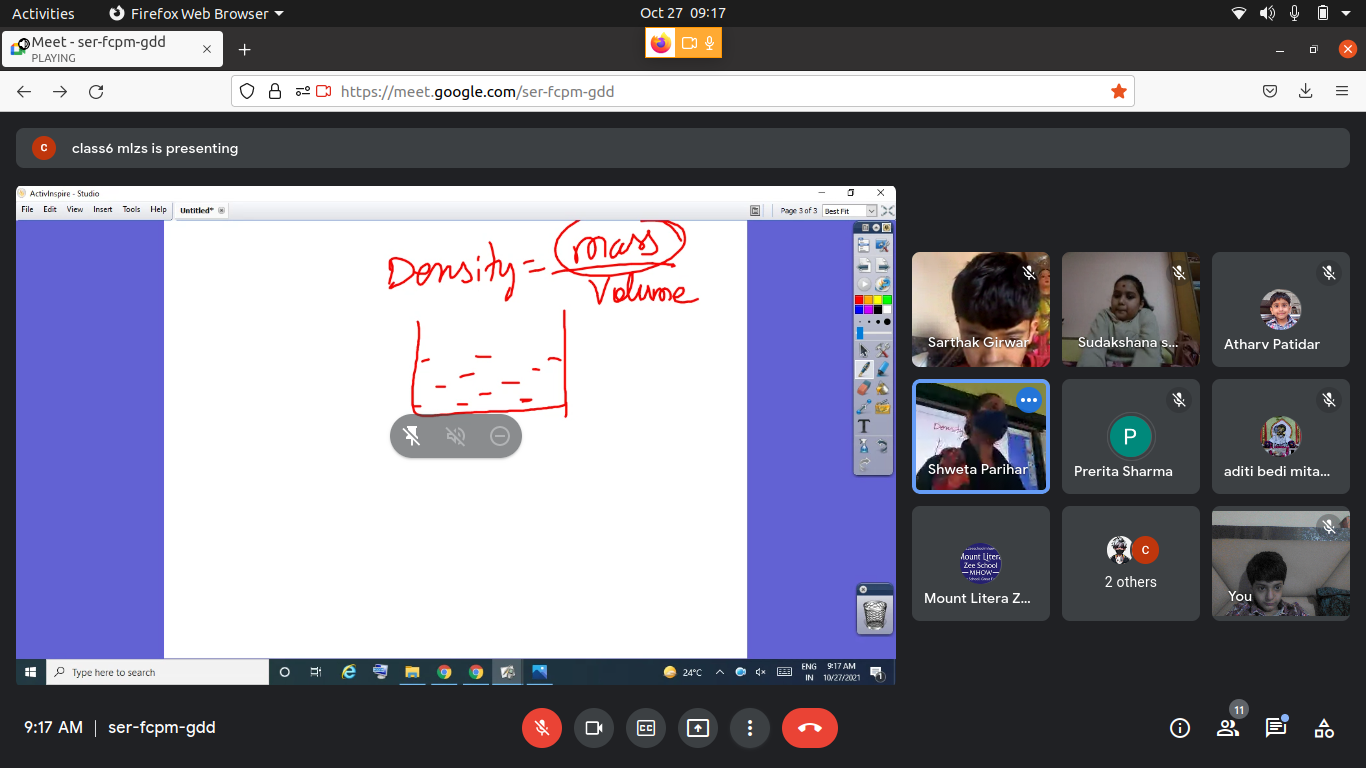 Activities
Firefox Web Browser
Oct 27 09:17
Meet - ser-fcpm-gdd
PLAYING
https://meet.google.com/ser-fcpm-gdd
c
class6 mlzs is presenting
ActivInspire - Studio
File Edit View Insert Tools Help
Untitled*
Page 3 of 3
Best Fit
Density = mass
Volume
T
Sarthak Girwar
Sudakshana s...
Atharv Patidar
Density
Shweta Parihar
P
Prerita Sharma
aditi bedi mita...
Mount Litera
Zee School
MHOW
Mount Litera Z...
C
2 others
You
Type here to search
24°C
ENG
IN
9:17 AM
10/27/2021
1
9:17 AM | ser-fcpm-gdd
CC
11